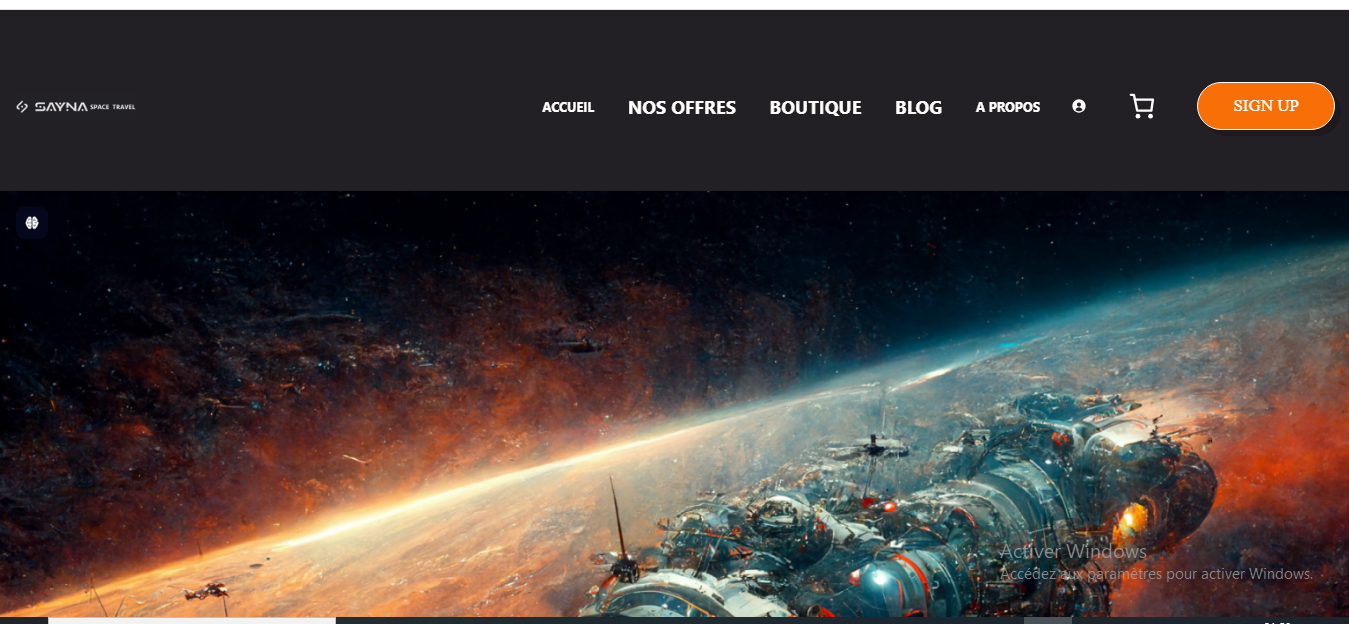 SAYNA SPACE TRAVEL ACCUEIL NOS OFFRES BOUTIQUE BLOG A PROPOS SIGN UP
Activer Windows
Accédez aux paramètres pour activer Windows.